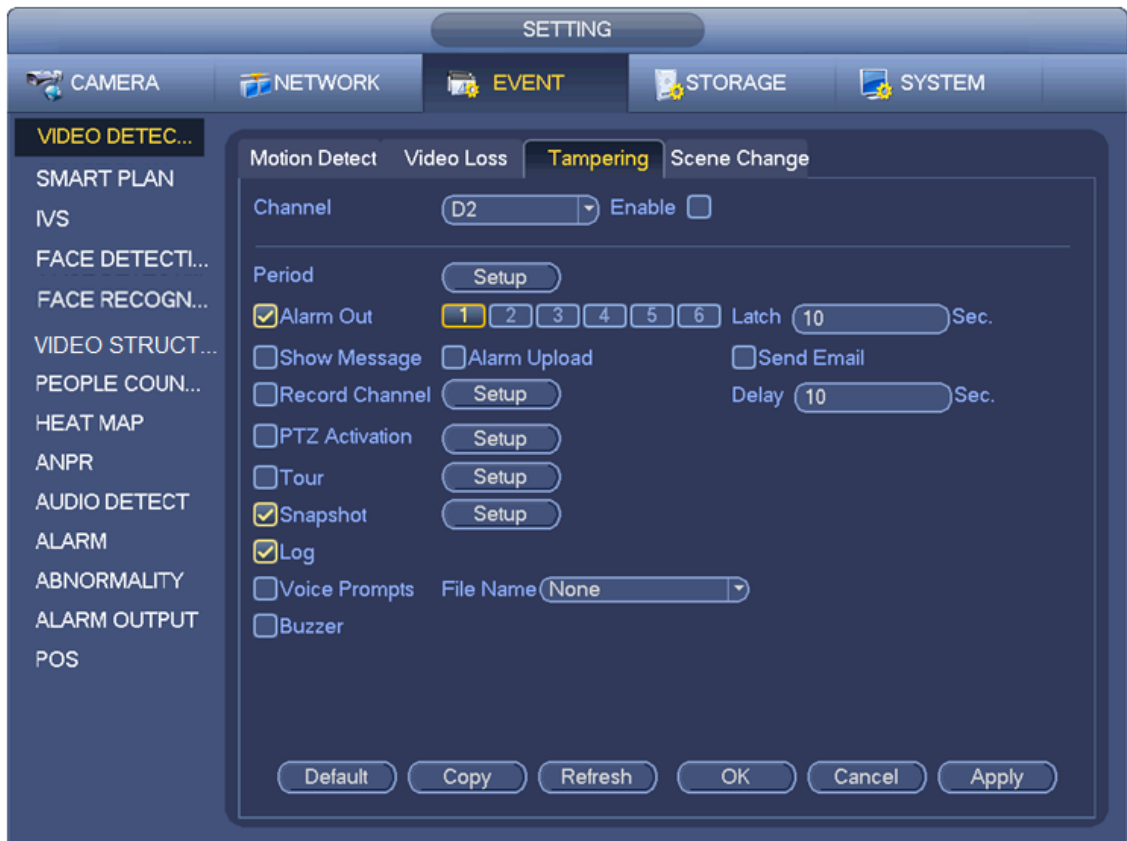 SETTING
CAMERA NETWORK EVENT STORAGE SYSTEM
VIDEO DETEC...
SMART PLAN
IVS
FACE DETECTI...
FACE RECOGN...
VIDEO STRUCT...
PEOPLE COUN...
HEAT MAP
ANPR
AUDIO DETECT
ALARM
ABNORMALITY
ALARM OUTPUT
POS
Motion Detect Video Loss Tampering Scene Change
Channel D2 Enable
Period Setup
Alarm Out 1 2 3 4 5 6 Latch 10 Sec.
Show Message Alarm Upload Send Email
Record Channel Setup Delay 10 Sec.
PTZ Activation Setup
Tour Setup
Snapshot Setup
Log
Voice Prompts File Name None
Buzzer
Default Copy Refresh OK Cancel Apply